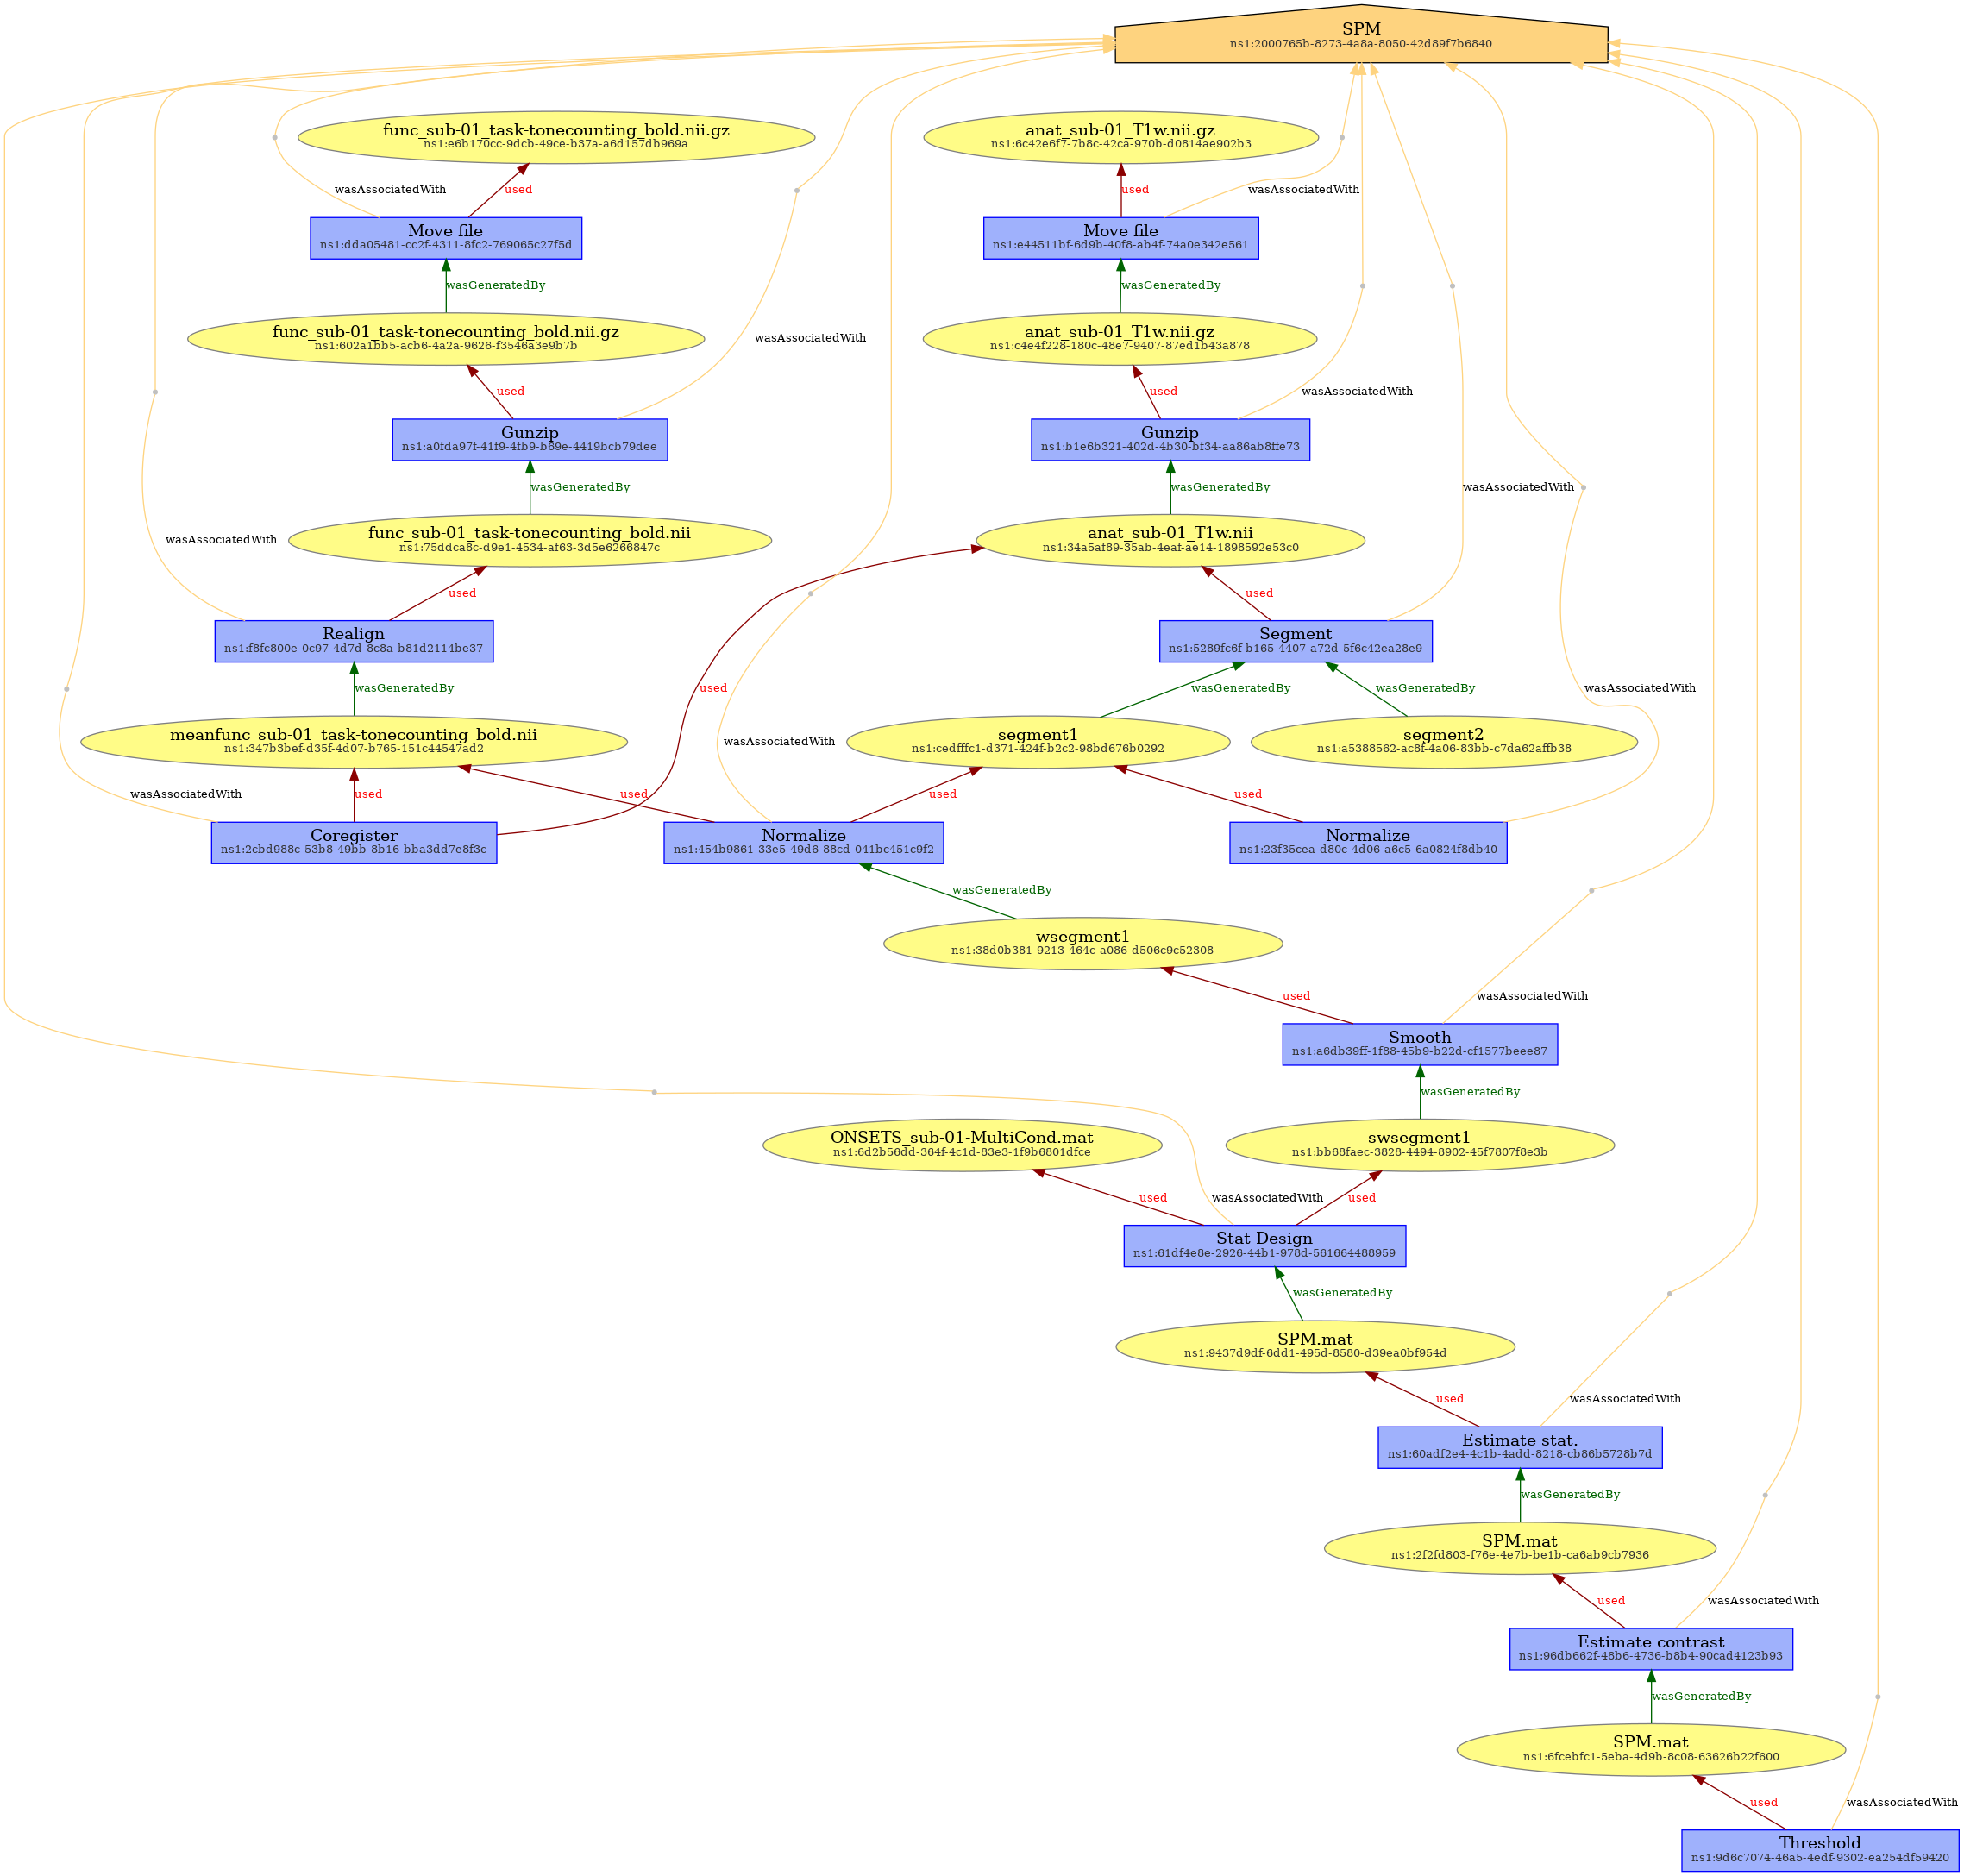 SPM
ns1:2000765b-8273-4a8a-8050-42d89f7b6840
func_sub-01_task-tonecounting_bold.nii.gz
ns1:e6b170cc-9dcb-49ce-b37a-a6d157db969a
anat_sub-01_T1w.nii.gz
ns1:6c42e6f7-7b8c-42ca-970b-d0814ae902b3
wasAssociatedWith
used
used
wasAssociatedWith
Move file
ns1:dda05481-cc2f-4311-8fc2-769065c27f5d
Move file
ns1:e44511bf-6d9b-40f8-ab4f-74a0e342e561
wasGeneratedBy
wasGeneratedBy
func_sub-01_task-tonecounting_bold.nii.gz
ns1:602a1bb5-acb6-4a2a-9626-f3546a3e9b7b
wasAssociatedWith
anat_sub-01_T1w.nii.gz
ns1:c4e4f228-180c-48e7-9407-87ed1b43a878
used
used
wasAssociatedWith
Gunzip
ns1:a0fda97f-41f9-4fb9-b69e-4419bcb79dee
Gunzip
ns1:b1e6b321-402d-4b30-bf34-aa86ab8ffe73
wasGeneratedBy
wasGeneratedBy
wasAssociatedWith
wasAssociatedWith
func_sub-01_task-tonecounting_bold.nii
ns1:75ddca8c-d9e1-4534-af63-3d5e6266847c
anat_sub-01_T1w.nii
ns1:34a5af89-35ab-4eaf-ae14-1898592e53c0
used
used
Realign
ns1:f8fc800e-0c97-4d7d-8c8a-b81d2114be37
Segment
ns1:5289fc6f-b165-4407-a72d-5f6c42ea28e9
wasGeneratedBy
used
wasGeneratedBy
wasGeneratedBy
wasAssociatedWith
meanfunc_sub-01_task-tonecounting_bold.nii
ns1:347b3bef-d35f-4d07-b765-151c44547ad2
wasAssociatedWith
segment1
ns1:cedfffc1-d371-424f-b2c2-98bd676b0292
segment2
ns1:a5388562-ac8f-4a06-83bb-c7da62affb38
wasAssociatedWith
used
used
used
used
Coregister
ns1:2cbd988c-53b8-49bb-8b16-bba3dd7e8f3c
Normalize
ns1:454b9861-33e5-49d6-88cd-041bc451c9f2
Normalize
ns1:23f35cea-d80c-4d06-a6c5-6a0824f8db40
wasGeneratedBy
wsegment1
ns1:38d0b381-9213-464c-a086-d506c9c52308
used
wasAssociatedWith
Smooth
ns1:a6db39ff-1f88-45b9-b22d-cf1577beee87
wasGeneratedBy
ONSETS_sub-01-MultiCond.mat
ns1:6d2b56dd-364f-4c1d-83e3-1f9b6801dfce
swsegment1
ns1:bb68faec-3828-4494-8902-45f7807f8e3b
used
wasAssociatedWith
used
Stat Design
ns1:61df4e8e-2926-44b1-978d-561664488959
wasGeneratedBy
SPM.mat
ns1:9437d9df-6dd1-495d-8580-d39ea0bf954d
used
wasAssociatedWith
Estimate stat.
ns1:60adf2e4-4c1b-4add-8218-cb86b5728b7d
wasGeneratedBy
SPM.mat
ns1:2f2fd803-f76e-4e7b-be1b-ca6ab9cb7936
used
wasAssociatedWith
Estimate contrast
ns1:96db662f-48b6-4736-b8b4-90cad4123b93
wasGeneratedBy
SPM.mat
ns1:6fcebfc1-5eba-4d9b-8c08-63626b22f600
used
wasAssociatedWith
Threshold
ns1:9d6c7074-46a5-4edf-9302-ea254df59420